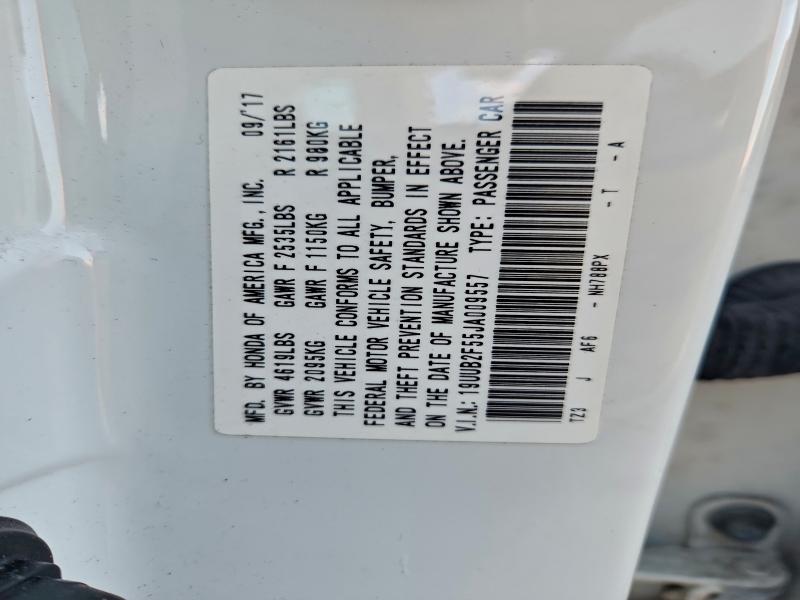 MFD. BY HONDA OF AMERICA MFG., INC. 09/'17
GVWR 4619LBS GAWR F 2535LBS R 2161LBS
GVWR 2095KG GAWR F 1150KG R 980KG
THIS VEHICLE CONFORMS TO ALL APPLICABLE
FEDERAL MOTOR VEHICLE SAFETY, BUMPER,
AND THEFT PREVENTION STANDARDS IN EFFECT
ON THE DATE OF MANUFACTURE SHOWN ABOVE.
V.I.N.: 19UUB2F55JA009557 TYPE: PASSENGER CAR
TZ3 J AF6 - NH788PX - T - A